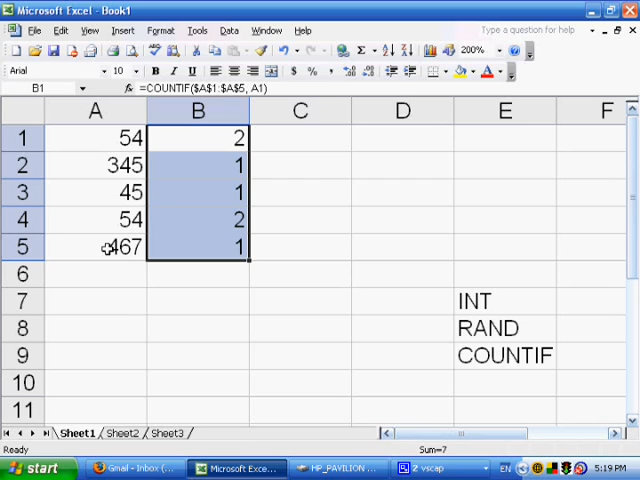 Microsoft Excel - Book1
File Edit View Insert Format Tools Data Window Help Type a question for help
200%
Arial 10 B I U $ % ,
B1 fx =COUNTIF($A$1:$A$5, A1)
A B C D E F
1 54 2
2 345 1
3 45 1
4 54 2
5 467 1
6
7 INT
8 RAND
9 COUNTIF
10
11
Sheet1 Sheet2 Sheet3
Ready Sum=7
start Gmail - Inbox (... Microsoft Exce... HP_PAVILION ... 2 vscap EN 5:19 PM